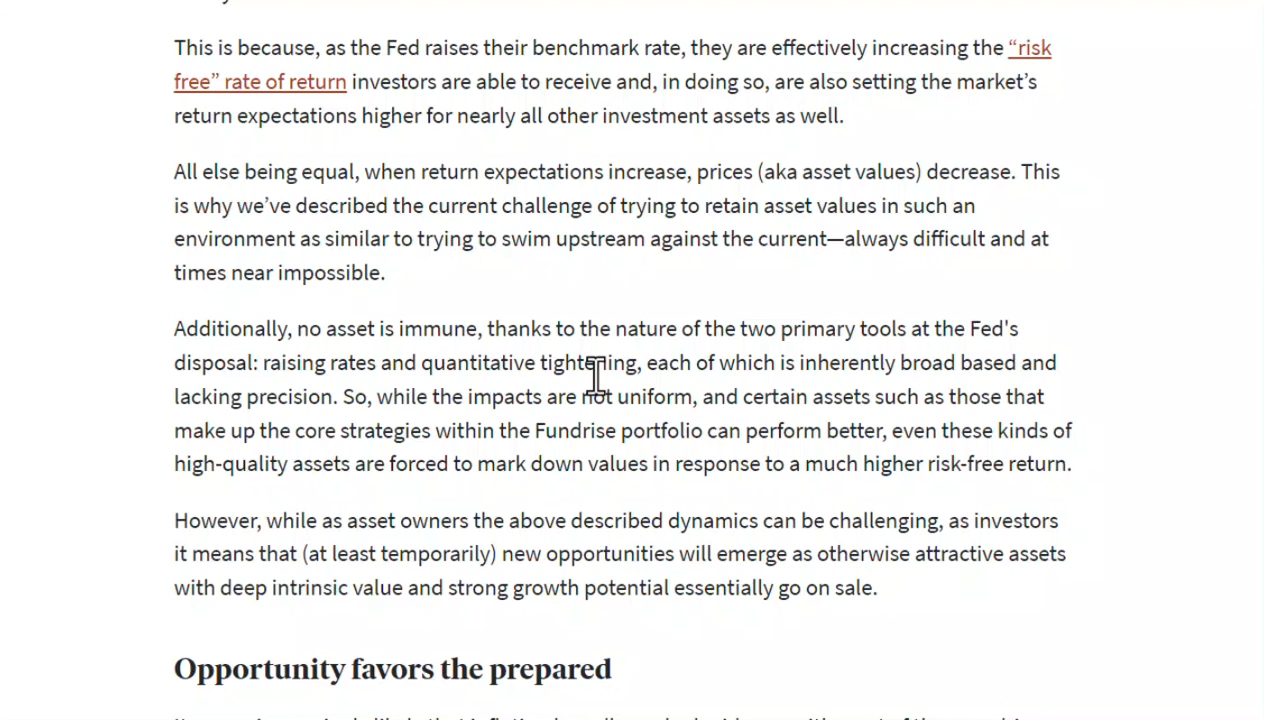 This is because, as the Fed raises their benchmark rate, they are effectively increasing the “risk
free” rate of return investors are able to receive and, in doing so, are also setting the market’s
return expectations higher for nearly all other investment assets as well.
All else being equal, when return expectations increase, prices (aka asset values) decrease. This
is why we’ve described the current challenge of trying to retain asset values in such an
environment as similar to trying to swim upstream against the current—always difficult and at
times near impossible.
Additionally, no asset is immune, thanks to the nature of the two primary tools at the Fed's
disposal: raising rates and quantitative tightening, each of which is inherently broad based and
lacking precision. So, while the impacts are not uniform, and certain assets such as those that
make up the core strategies within the Fundrise portfolio can perform better, even these kinds of
high-quality assets are forced to mark down values in response to a much higher risk-free return.
However, while as asset owners the above described dynamics can be challenging, as investors
it means that (at least temporarily) new opportunities will emerge as otherwise attractive assets
with deep intrinsic value and strong growth potential essentially go on sale.
Opportunity favors the prepared